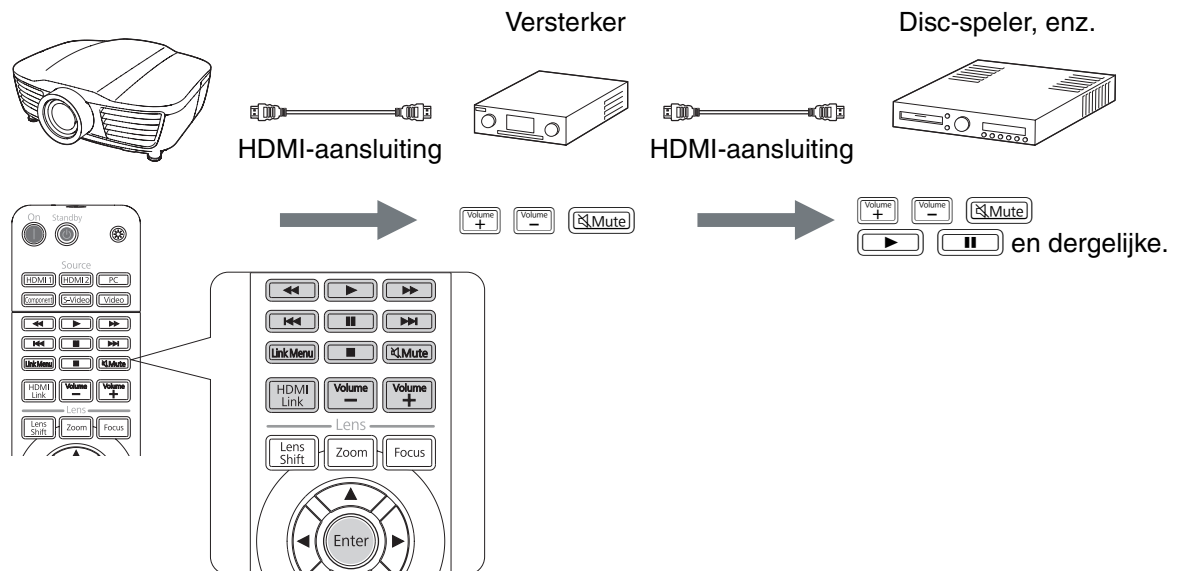 Versterker
Disc-speler, enz.
HDMI-aansluiting
HDMI-aansluiting
Volume + Volume - Mute
Volume + Volume - Mute
en dergelijke.
On Standby
Source
HDMI 1 HDMI 2 PC
Component S-Video Video
Link Menu Mute
HDMI Link Volume - Volume +
Lens
Lens Shift Zoom Focus
Link Menu Mute
HDMI Link Volume - Volume +
Lens
Lens Shift Zoom Focus
Enter